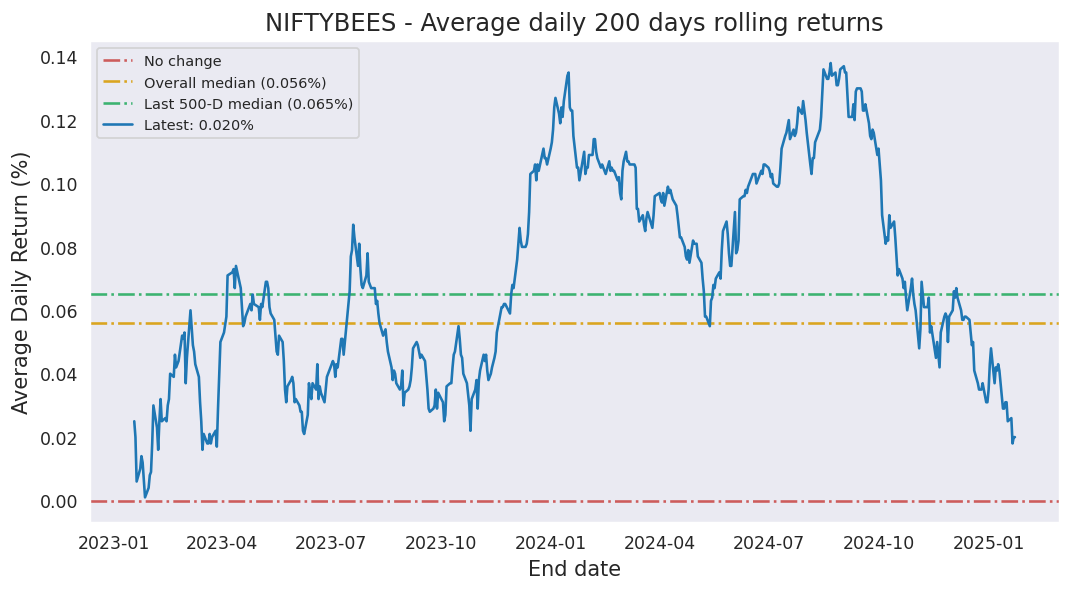 NIFTYBEES - Average daily 200 days rolling returns
No change
Overall median (0.056%)
Last 500-D median (0.065%)
Latest: 0.020%
Average Daily Return (%)
0.14
0.12
0.10
0.08
0.06
0.04
0.02
0.00
2023-01 2023-04 2023-07 2023-10 2024-01 2024-04 2024-07 2024-10 2025-01
End date